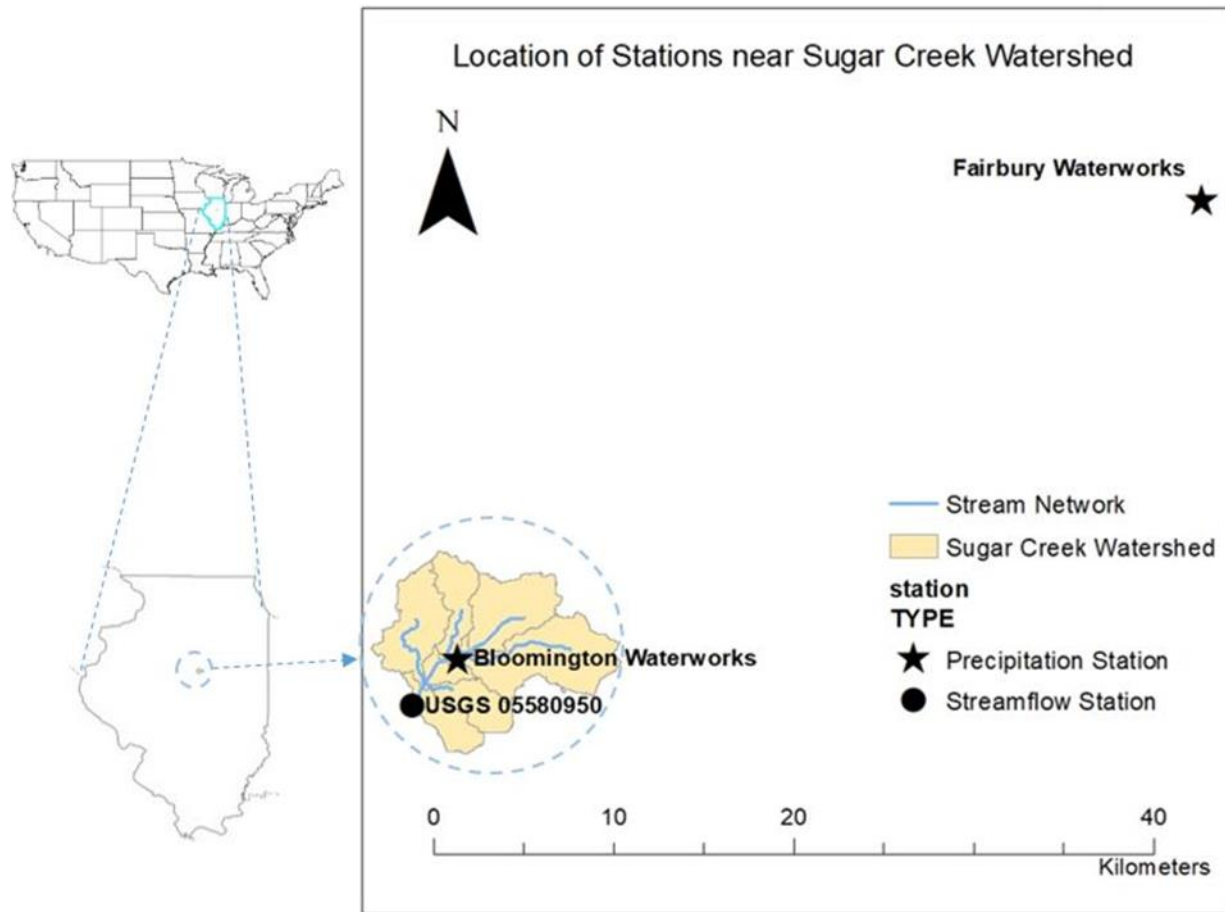 Location of Stations near Sugar Creek Watershed
N
Fairbury Waterworks
Stream Network
Sugar Creek Watershed
station
TYPE
Bloomington Waterworks
Precipitation Station
USGS 05580950
Streamflow Station
0 10 20 40
Kilometers